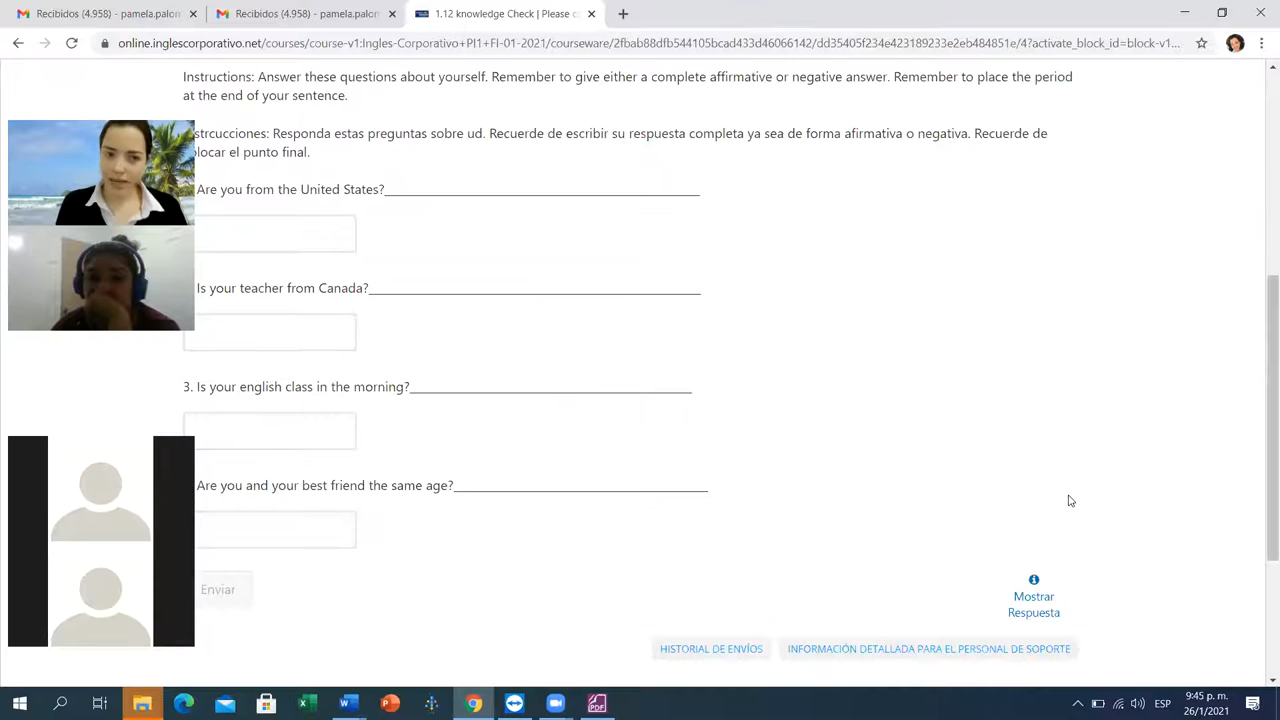 Recibidos (4.958) - pamela.palon
Recibidos (4.958) - pamela.palon
1.12 knowledge Check | Please c
online.inglescorporativo.net/courses/course-v1:Ingles-Corporativo+PI1+FI-01-2021/courseware/2fbab88dfb544105bcad433d46066142/dd35405f234e423189233e2eb484851e/4?activate_block_id=block-v1...
Instructions: Answer these questions about yourself. Remember to give either a complete affirmative or negative answer. Remember to place the period
at the end of your sentence.
strcucciones: Responda estas preguntas sobre ud. Recuerde de escribir su respuesta completa ya sea de forma afirmativa o negativa. Recuerde de
olocar el punto final.
Are you from the United States?
Is your teacher from Canada?
3. Is your english class in the morning?
Are you and your best friend the same age?
Enviar
Mostrar
Respuesta
HISTORIAL DE ENVÍOS
INFORMACIÓN DETALLADA PARA EL PERSONAL DE SOPORTE
ESP
9:45 p. m.
26/1/2021